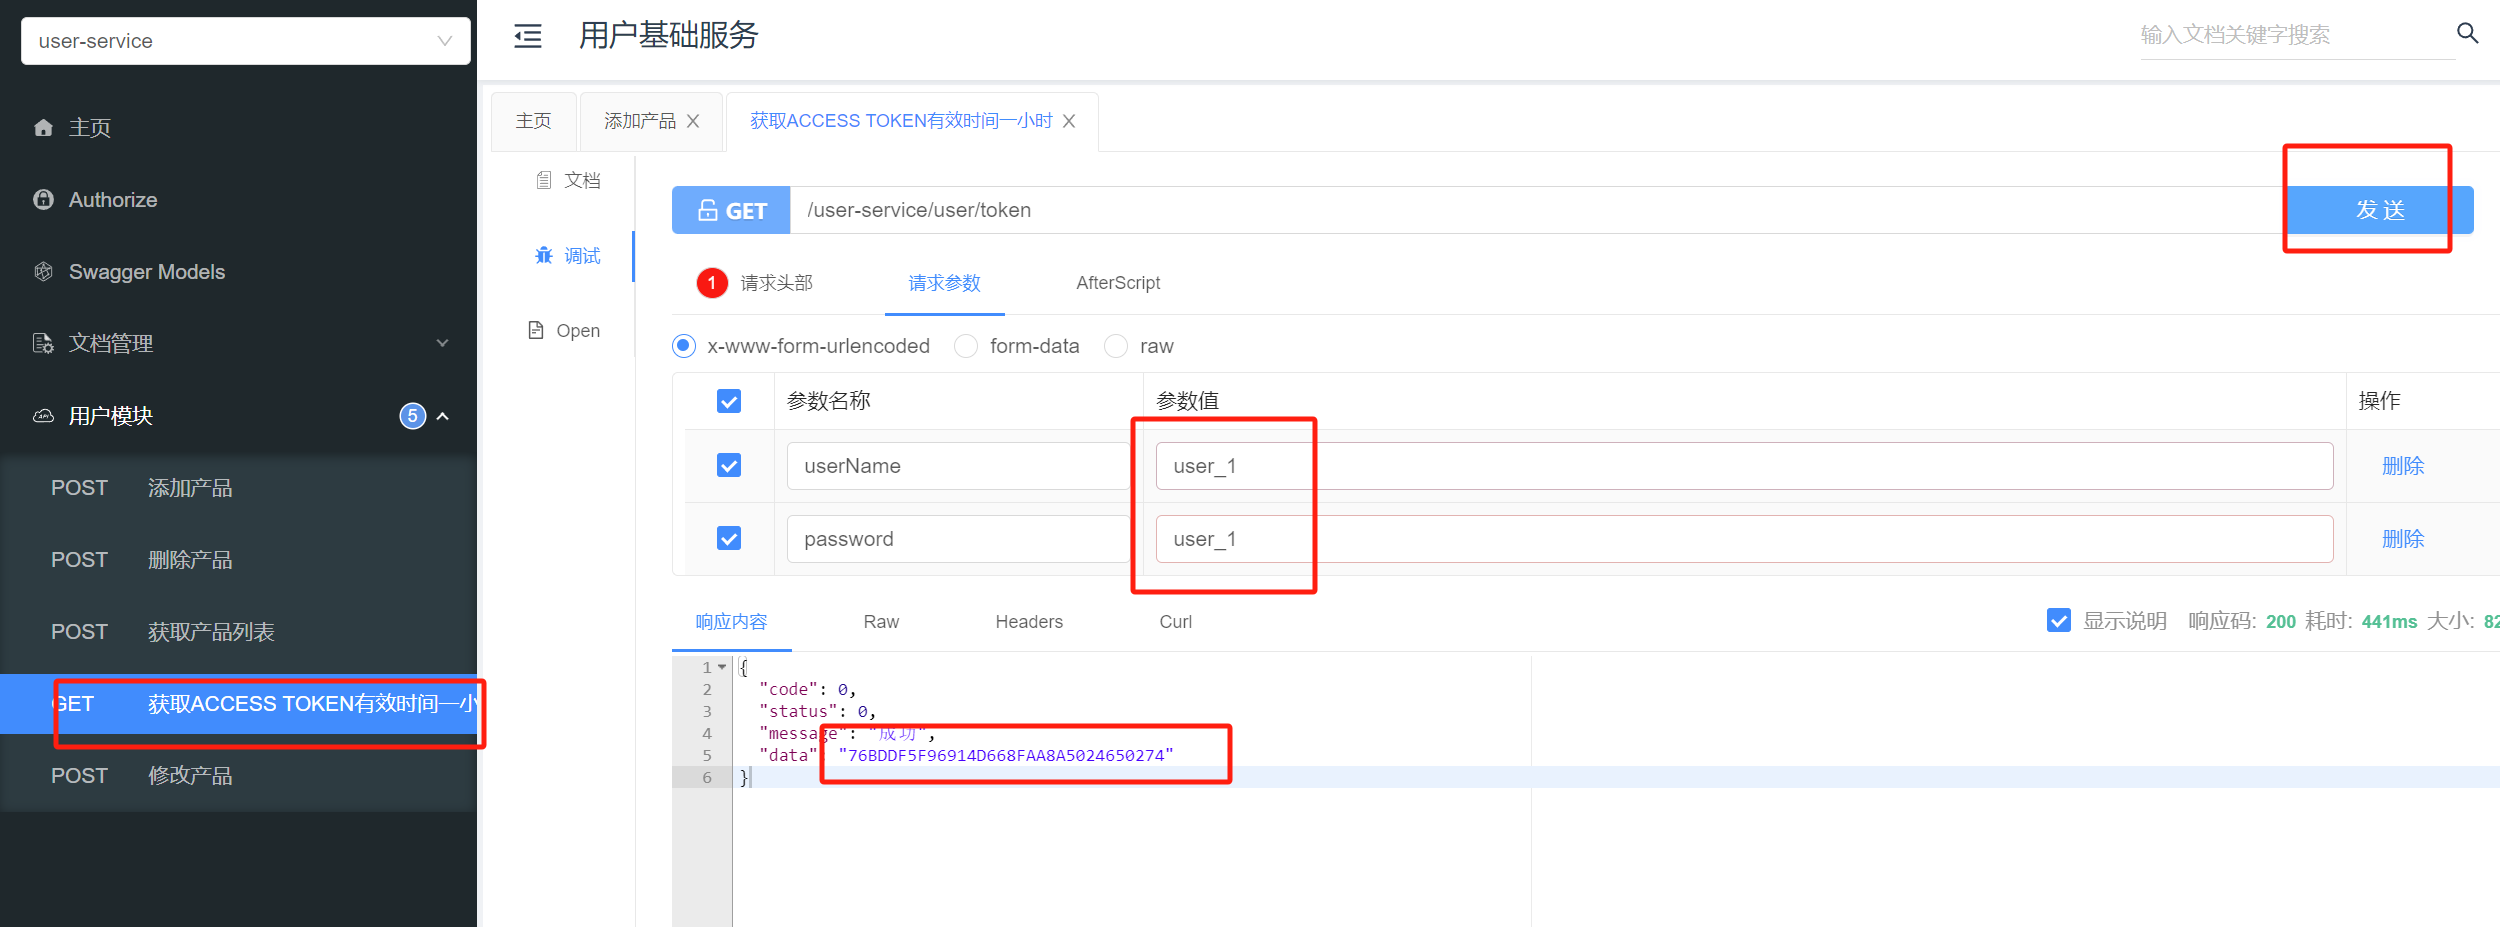 user-service
主页
Authorize
Swagger Models
文档管理
用户模块 5
POST 添加产品
POST 删除产品
POST 获取产品列表
GET 获取ACCESS TOKEN有效时间一小
POST 修改产品
用户基础服务
输入文档关键字搜索
主页 添加产品 获取ACCESS TOKEN有效时间一小时
文档
调试
Open
GET /user-service/user/token 发送
1 请求头部 请求参数 AfterScript
x-www-form-urlencoded form-data raw
参数名称 参数值 操作
userName user_1 删除
password user_1 删除
响应内容 Raw Headers Curl 显示说明 响应码: 200 耗时: 441ms 大小: 82
1 {
2 "code": 0,
3 "status": 0,
4 "message": "成功",
5 "data": "76BDDF5F96914D668FAA8A5024650274"
6 }